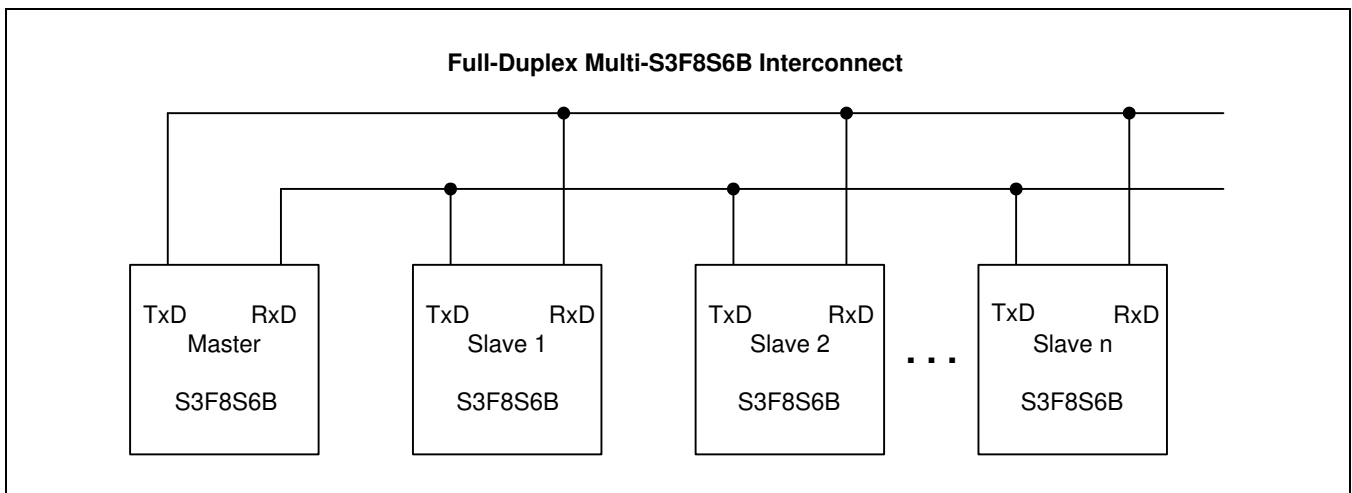 Full-Duplex Multi-S3F8S6B Interconnect
TxD RxD
Master
S3F8S6B
TxD RxD
Slave 1
S3F8S6B
TxD RxD
Slave 2
S3F8S6B
. . .
TxD RxD
Slave n
S3F8S6B